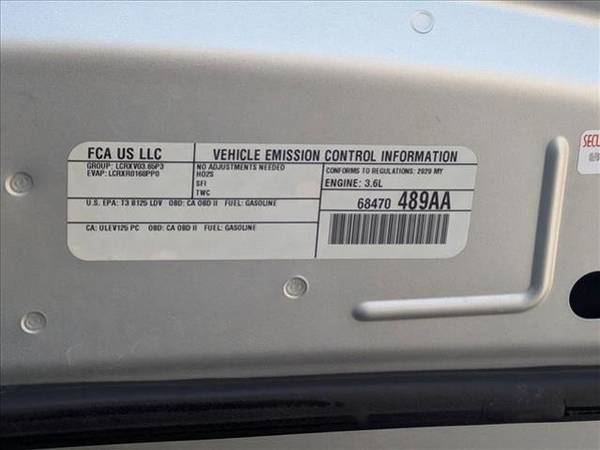 FCA US LLC
VEHICLE EMISSION CONTROL INFORMATION
GROUP: LCRXV03.65P3
EVAP: LCRXR0160PP0
NO ADJUSTMENTS NEEDED
HO2S
SFI
TWC
CONFORMS TO REGULATIONS: 2020 MY
ENGINE: 3.6L
U.S. EPA: T3 B125 LDV OBD: CA OBD II FUEL: GASOLINE
68470 489AA
CA: ULEV125 PC OBD: CA OBD II FUEL: GASOLINE